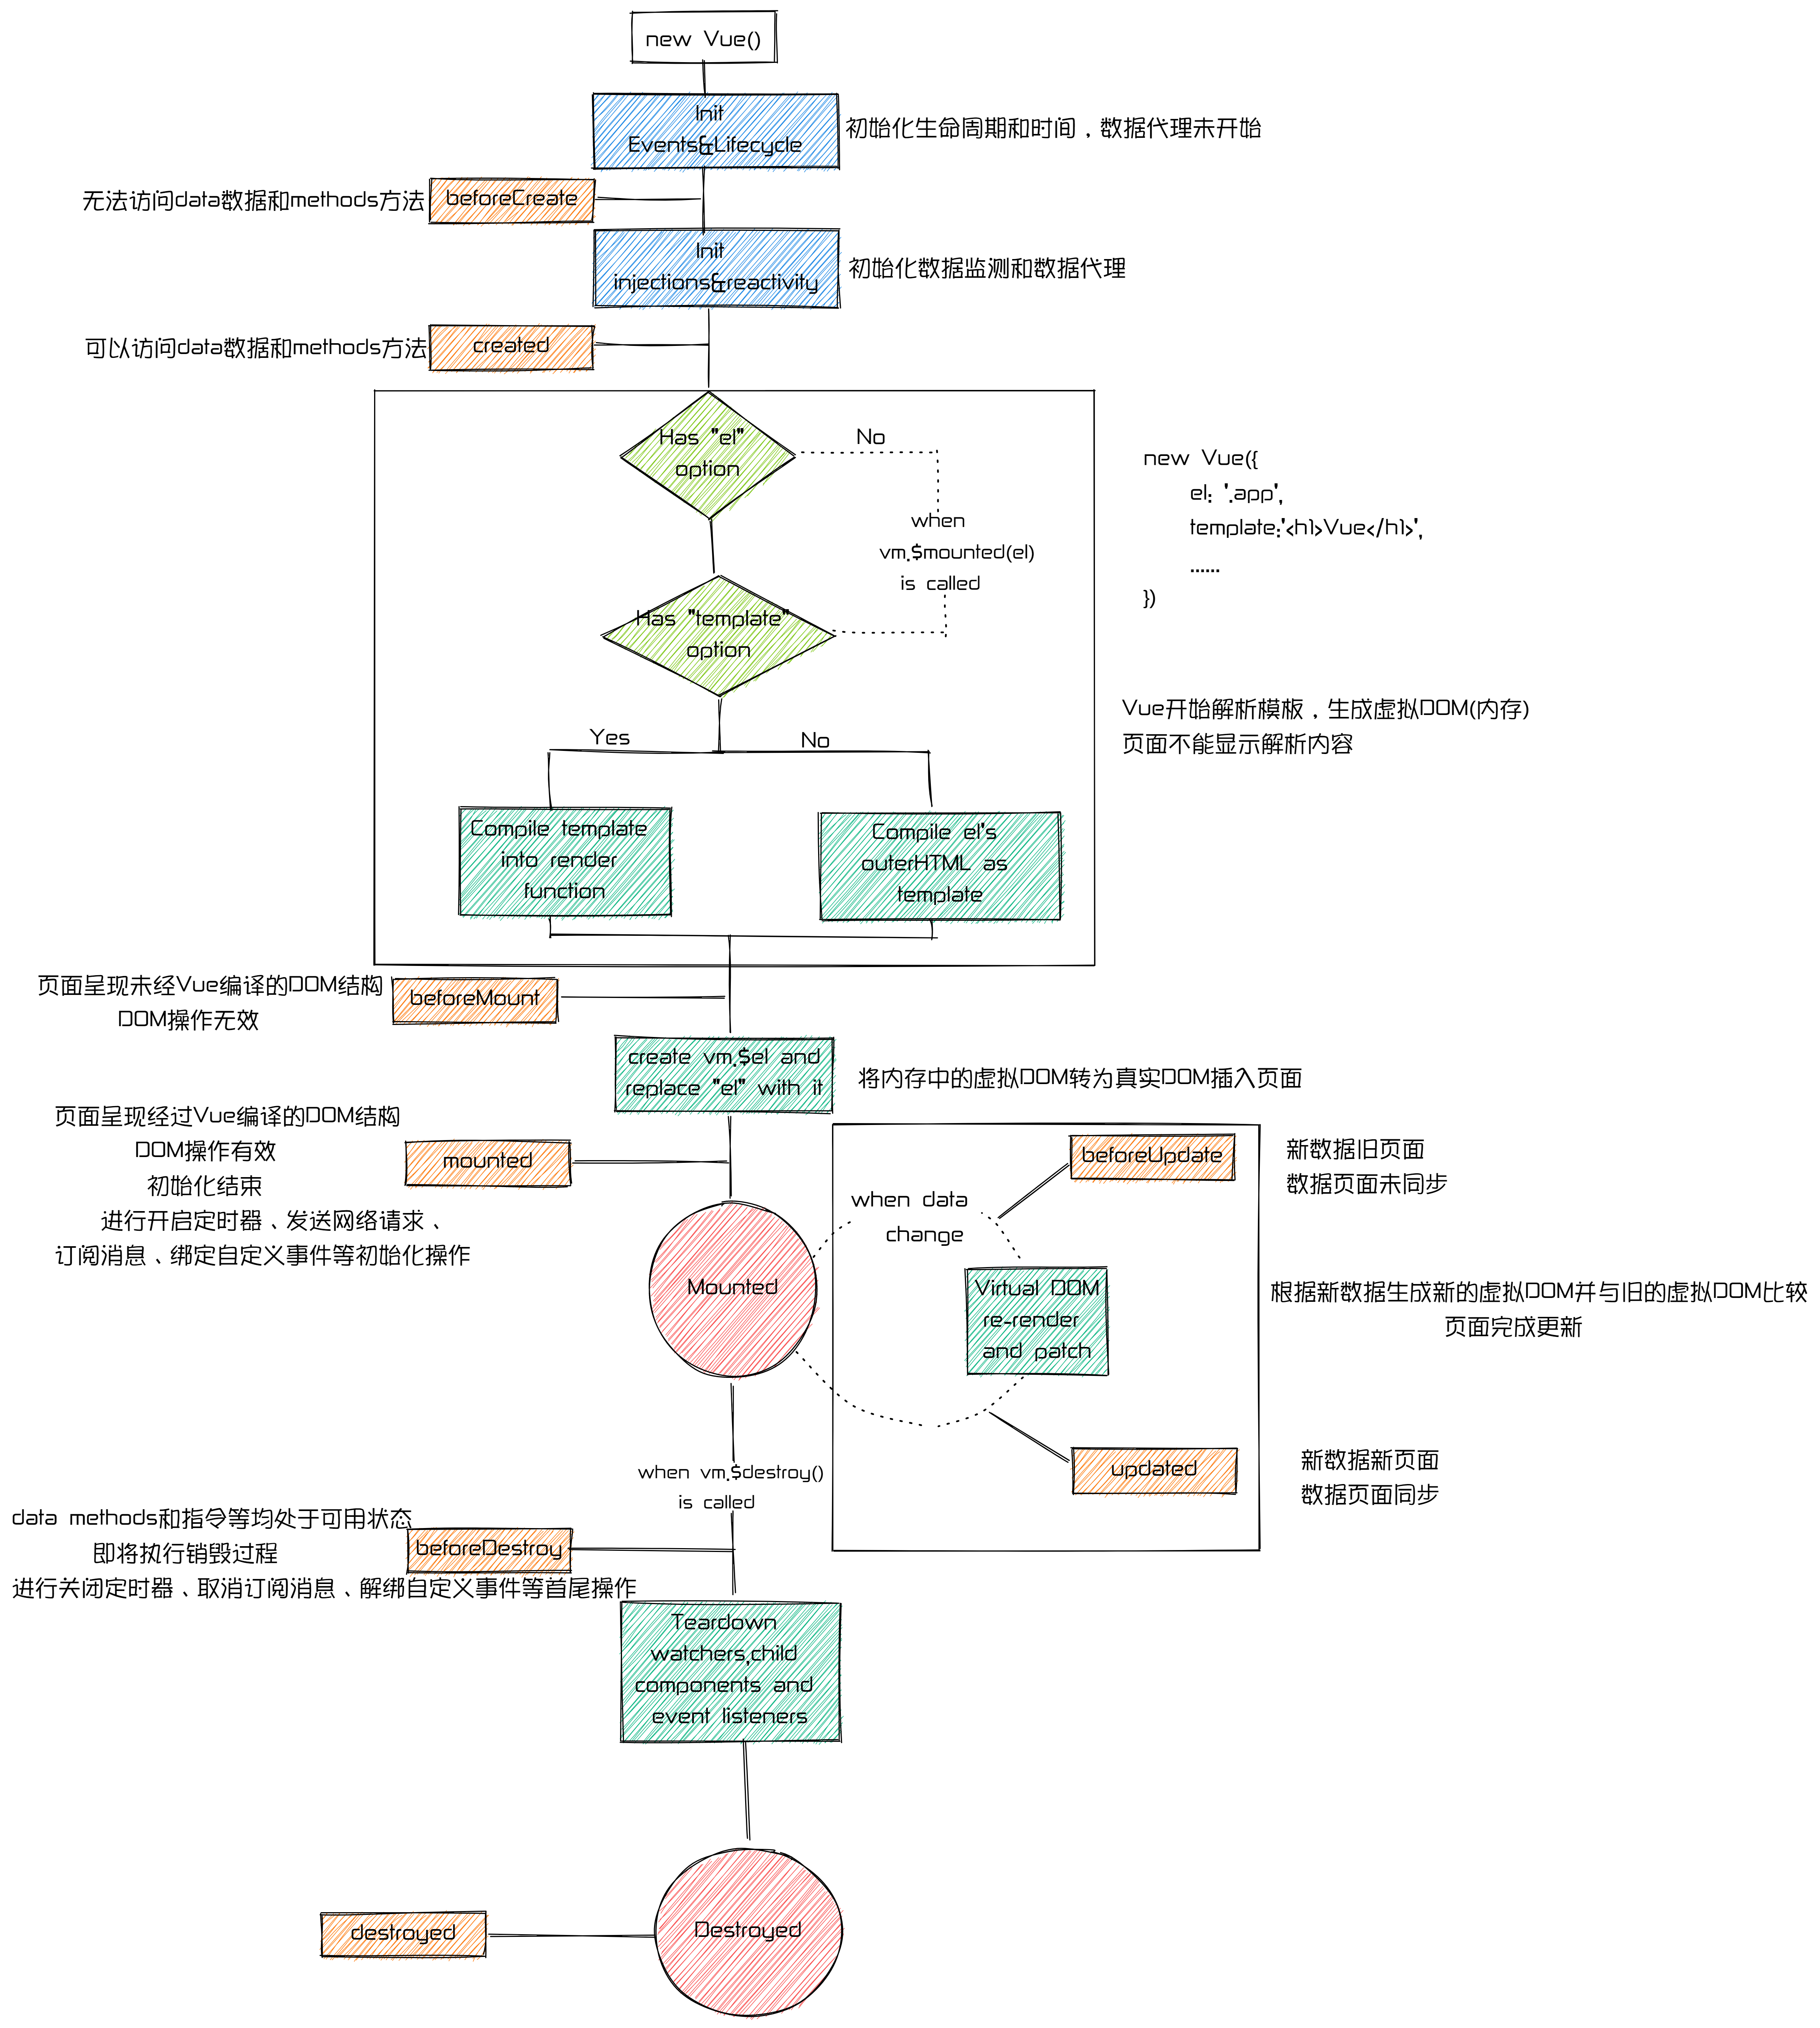 new Vue()
Init
Events&Lifecycle
初始化生命周期和时间，数据代理未开始
无法访问data数据和methods方法
beforeCreate
Init
injections&reactivity
初始化数据监测和数据代理
可以访问data数据和methods方法
created
Has "el"
option
No
when
vm.$mounted(el)
is called
new Vue({
el: '.app',
template:'<h1>Vue</h1>',
......
})
Has "template"
option
Vue开始解析模板，生成虚拟DOM(内存)
页面不能显示解析内容
Yes
No
Compile template
into render
function
Compile el's
outerHTML as
template
页面呈现未经Vue编译的DOM结构
DOM操作无效
beforeMount
create vm.$el and
replace "el" with it
将内存中的虚拟DOM转为真实DOM插入页面
页面呈现经过Vue编译的DOM结构
DOM操作有效
初始化结束
进行开启定时器、发送网络请求、
订阅消息、绑定自定义事件等初始化操作
mounted
Mounted
when data
change
beforeUpdate
新数据旧页面
数据页面未同步
Virtual DOM
re-render
and patch
根据新数据生成新的虚拟DOM并与旧的虚拟DOM比较
页面完成更新
updated
新数据新页面
数据页面同步
when vm.$destroy()
is called
data methods和指令等均处于可用状态
即将执行销毁过程
进行关闭定时器、取消订阅消息、解绑自定义事件等首尾操作
beforeDestroy
Teardown
watchers,child
components and
event listeners
destroyed
Destroyed